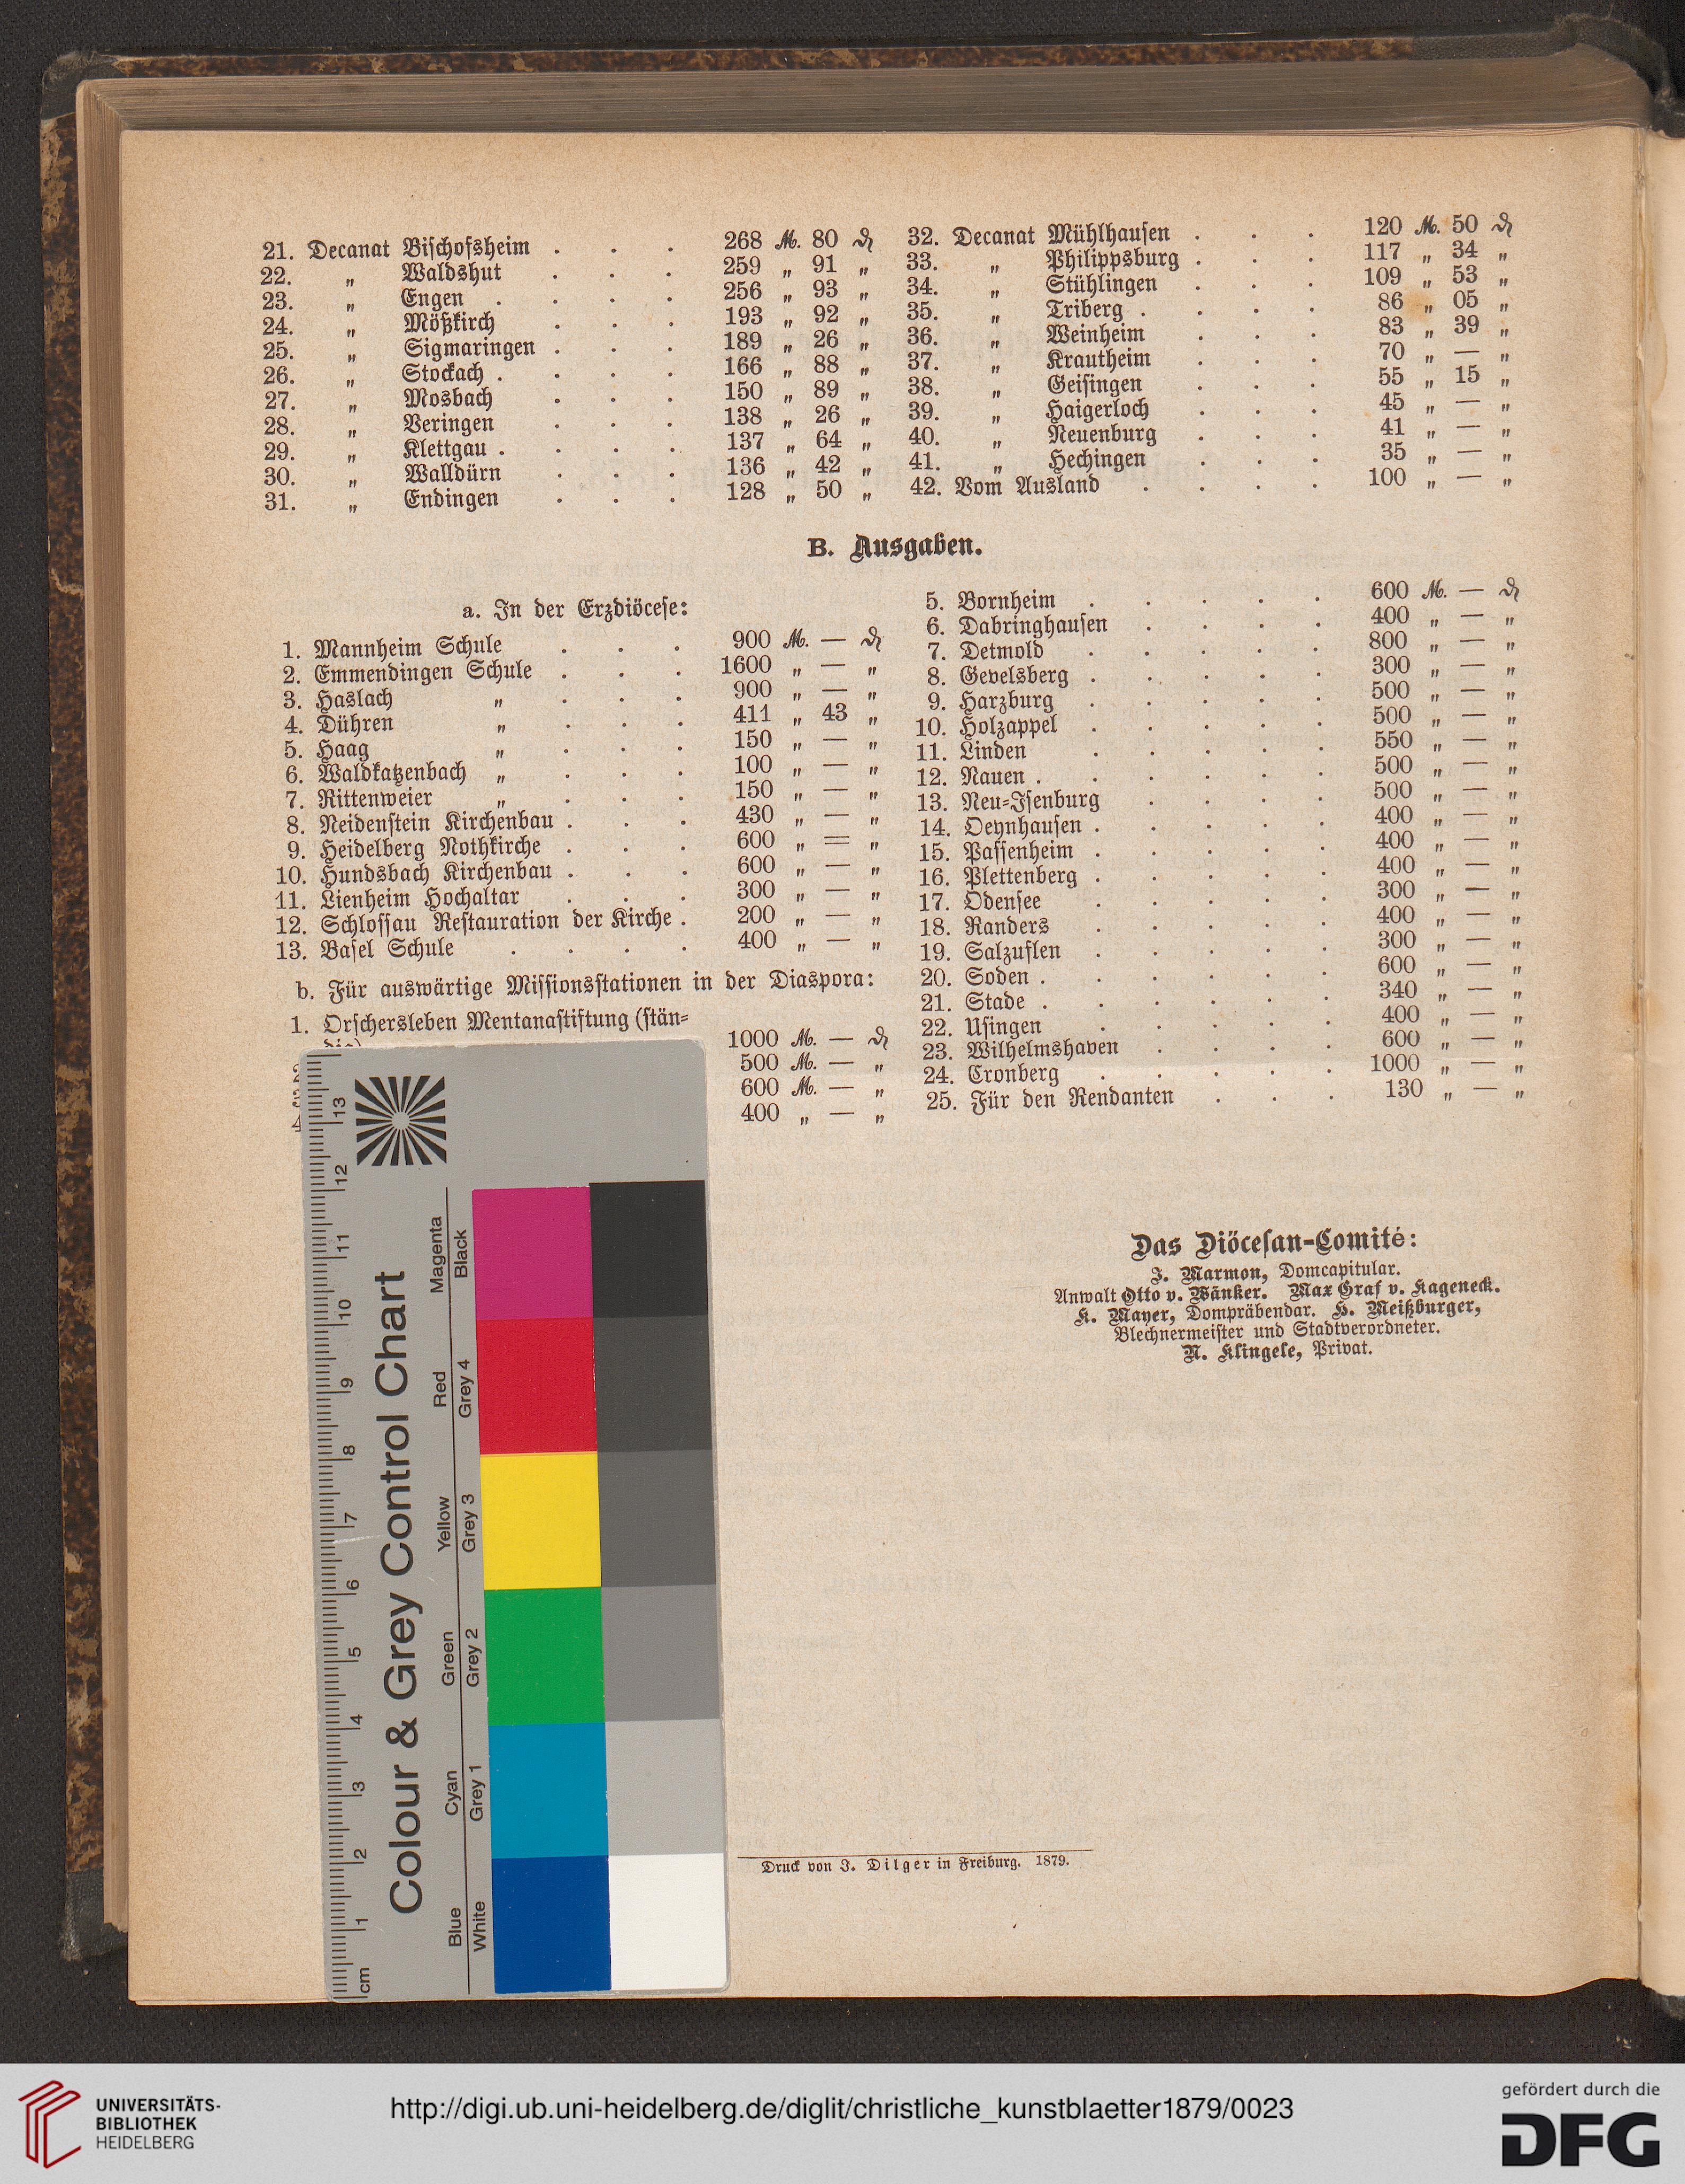 21. Decanat Bischofsheim . . . 268 M. 80 ₰
22. „ Waldshut . . . 259 „ 91 „
23. „ Engen . . . . 256 „ 93 „
24. „ Mößkirch . . . 193 „ 92 „
25. „ Sigmaringen . . . 189 „ 26 „
26. „ Stockach . . . . 166 „ 88 „
27. „ Mosbach . . . 150 „ 89 „
28. „ Veringen . . . 138 „ 26 „
29. „ Klettgau . . . . 137 „ 64 „
30. „ Walldürn . . . 136 „ 42 „
31. „ Endingen . . . 128 „ 50 „
32. Decanat Mühlhausen . . . 120 M. 50 ₰
33. „ Philippsburg . . . 117 „ 34 „
34. „ Stühlingen . . . 109 „ 53 „
35. „ Triberg . . . . 86 „ 05 „
36. „ Weinheim . . . 83 „ 39 „
37. „ Krautheim . . . 70 „ — „
38. „ Geisingen . . . 55 „ 15 „
39. „ Haigerloch . . . 45 „ — „
40. „ Neuenburg . . . 41 „ — „
41. „ Hechingen . . . 35 „ — „
42. Vom Ausland . . . . 100 „ — „
B. Ausgaben.
a. In der Erzdiöcese:
1. Mannheim Schule . . . 900 M. — ₰
2. Emmendingen Schule . . . 1600 „ — „
3. Haslach „ . . . 900 „ — „
4. Dühren „ . . . 411 „ 43 „
5. Haag „ . . . 150 „ — „
6. Waldkatzenbach „ . . . 100 „ — „
7. Rittenweier „ . . . 150 „ — „
8. Neidenstein Kirchenbau . . . 430 „ — „
9. Heidelberg Nothkirche . . . 600 „ — „
10. Hundsbach Kirchenbau . . . 600 „ — „
11. Lienheim Hochaltar . . . 300 „ — „
12. Schlossau Restauration der Kirche . 200 „ — „
13. Basel Schule . . . . 400 „ — „
b. Für auswärtige Missionsstationen in der Diaspora:
1. Orschersleben Mentanastiftung (stän-
1000 M. — ₰
500 M. — „
600 M. — „
400 „ — „
5. Bornheim . . . . . 600 M. — ₰
6. Dabringhausen . . . . 400 „ — „
7. Detmold . . . . . 800 „ — „
8. Gevelsberg . . . . . 300 „ — „
9. Harzburg . . . . . 500 „ — „
10. Holzappel . . . . . 500 „ — „
11. Linden . . . . . 550 „ — „
12. Nauen . . . . . . 500 „ — „
13. Neu-Isenburg . . . . 500 „ — „
14. Oeynhausen . . . . . 400 „ — „
15. Passenheim . . . . . 400 „ — „
16. Plettenberg . . . . . 400 „ — „
17. Odensee . . . . . 300 „ — „
18. Randers . . . . . 400 „ — „
19. Salzuflen . . . . . 300 „ — „
20. Soden . . . . . . 600 „ — „
21. Stade . . . . . . 340 „ — „
22. Usingen . . . . . 400 „ — „
23. Wilhelmshaven . . . . 600 „ — „
24. Cronberg . . . . . 1000 „ — „
25. Für den Rendanten . . . 130 „ — „
Das Diöcesan-Comité:
J. Marmon, Domcapitular.
Anwalt Otto v. Wänker. Max Graf v. Kageneck.
K. Mayer, Dompräbendar. H. Meißburger,
Blechnermeister und Stadtverordneter.
N. Klingele, Privat.
Druck von J. Dilger in Freiburg. 1879.
Colour & Grey Control Chart
Blue Cyan Green Yellow Red Magenta
White Grey 1 Grey 2 Grey 3 Grey 4 Black
cm 1 2 3 4 5 6 7 8 9 10 11 12 13
UNIVERSITÄTS-
BIBLIOTHEK
HEIDELBERG
http://digi.ub.uni-heidelberg.de/diglit/christliche_kunstblaetter1879/0023
gefördert durch die
DFG